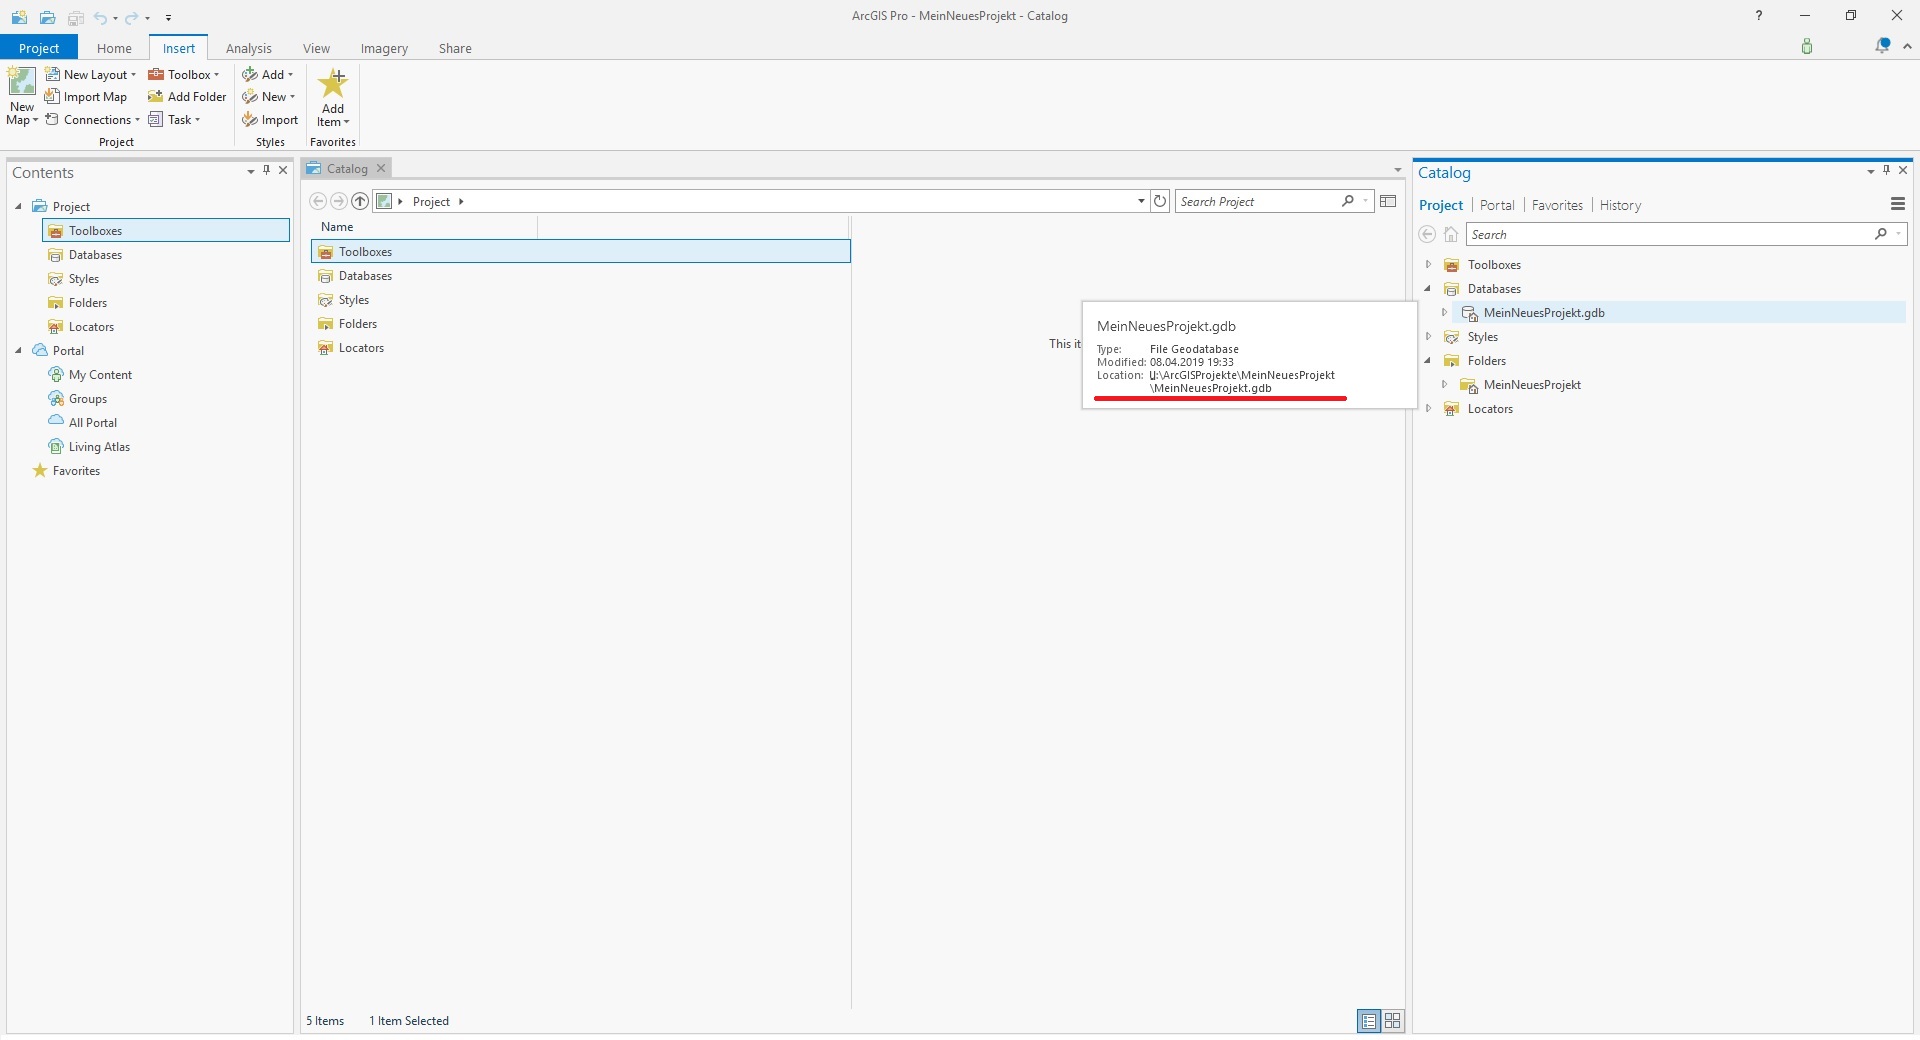 ArcGIS Pro - MeinNeuesProjekt - Catalog
?
Project Home Insert Analysis View Imagery Share
New Map
New Layout
Import Map
Connections
Toolbox
Add Folder
Task
Project
Add
New
Import
Styles
Add Item
Favorites
Contents
Project
Toolboxes
Databases
Styles
Folders
Locators
Portal
My Content
Groups
All Portal
Living Atlas
Favorites
Catalog
Project
Search Project
Name
Toolboxes
Databases
Styles
Folders
Locators
This it
MeinNeuesProjekt.gdb
Type: File Geodatabase
Modified: 08.04.2019 19:33
Location: U:\ArcGISProjekte\MeinNeuesProjekt
\MeinNeuesProjekt.gdb
5 Items 1 Item Selected
Catalog
Project Portal Favorites History
Search
Toolboxes
Databases
MeinNeuesProjekt.gdb
Styles
Folders
MeinNeuesProjekt
Locators